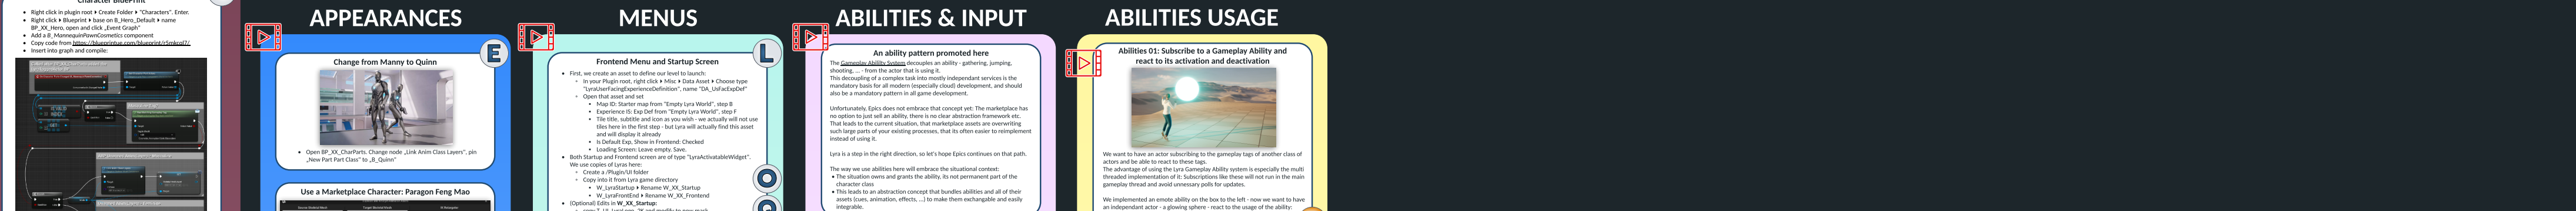 Character BluePrint
Right click in plugin root ▸ Create Folder ▸ "Characters". Enter.
Right click ▸ Blueprint ▸ base on B_Hero_Default ▸ name
BP_XX_Hero, open and click „Event Graph"
Add a B_MannequinPawnCosmetics component
Insert into graph and compile:
APPEARANCES
E
Change from Manny to Quinn
Open BP_XX_CharParts. Change node „Link Anim Class Layers", pin
„New Part Part Class" to „B_Quinn"
Use a Marketplace Character: Paragon Feng Mao
MENUS
L
Frontend Menu and Startup Screen
First, we create an asset to define our level to launch:
In your Plugin root, right click ▸ Misc ▸ Data Asset ▸ Choose type
"LyraUserFacingExperienceDefinition", name "DA_UsFacExpDef"
Open that asset and set
Map ID: Starter map from "Empty Lyra World", step B
Experience IS: Exp Def from "Empty Lyra World", step F
Tile title, subtitle and icon as you wish - we actually will not use
tiles here in the first step - but Lyra will actually find this asset
and will display it already
Is Default Exp, Show in Frontend: Checked
Loading Screen: Leave empty. Save.
Both Startup and Frontend screen are of type "LyraActivatableWidget".
We use copies of Lyras here:
Create a /Plugin/UI folder
Copy into it from Lyra game directory
W_LyraStartup ▸ Rename W_XX_Startup
W_LyraFrontEnd ▸ Rename W_XX_Frontend
(Optional) Edits in W_XX_Startup:
O
ABILITIES & INPUT
An ability pattern promoted here
The Gameplay Ability System decouples an ability - gathering, jumping,
shooting, ... - from the actor that is using it.
This decoupling of a complex task into mostly independant services is the
mandatory basis for all modern (especially cloud) development, and should
also be a mandatory pattern in all game development.
Unfortunately, Epics does not embrace that concept yet: The marketplace has
no option to just sell an ability, there is no clear abstraction framework etc.
That leads to the current situation, that marketplace assets are overwriting
such large parts of your existing processes, that its often easier to reimplement
instead of using it.
Lyra is a step in the right direction, so let's hope Epics continues on that path.
The way we use abilities here will embrace the situational context:
• The situation owns and grants the ability, its not permanent part of the
character class
• This leads to an abstract concept that bundles abilities and all of their
assets (cues, animation, effects, ...) to make them exchangable and easily
integrable.
ABILITIES USAGE
Abilities 01: Subscribe to a Gameplay Ability and
react to its activation and deactivation
We want to have an actor subscribing to the gameplay tags of another class of
actors and be able to react to these tags.
The advantage of using the Lyra Gameplay Ability system is especially the multi
threaded implementation of it: Subscriptions like these will not run in the main
gameplay thread and avoid unnecessary polls for updates.
We implemented an emote ability on the box to the left - now we want to have
an independant actor - a glowing sphere - react to the usage of the ability: